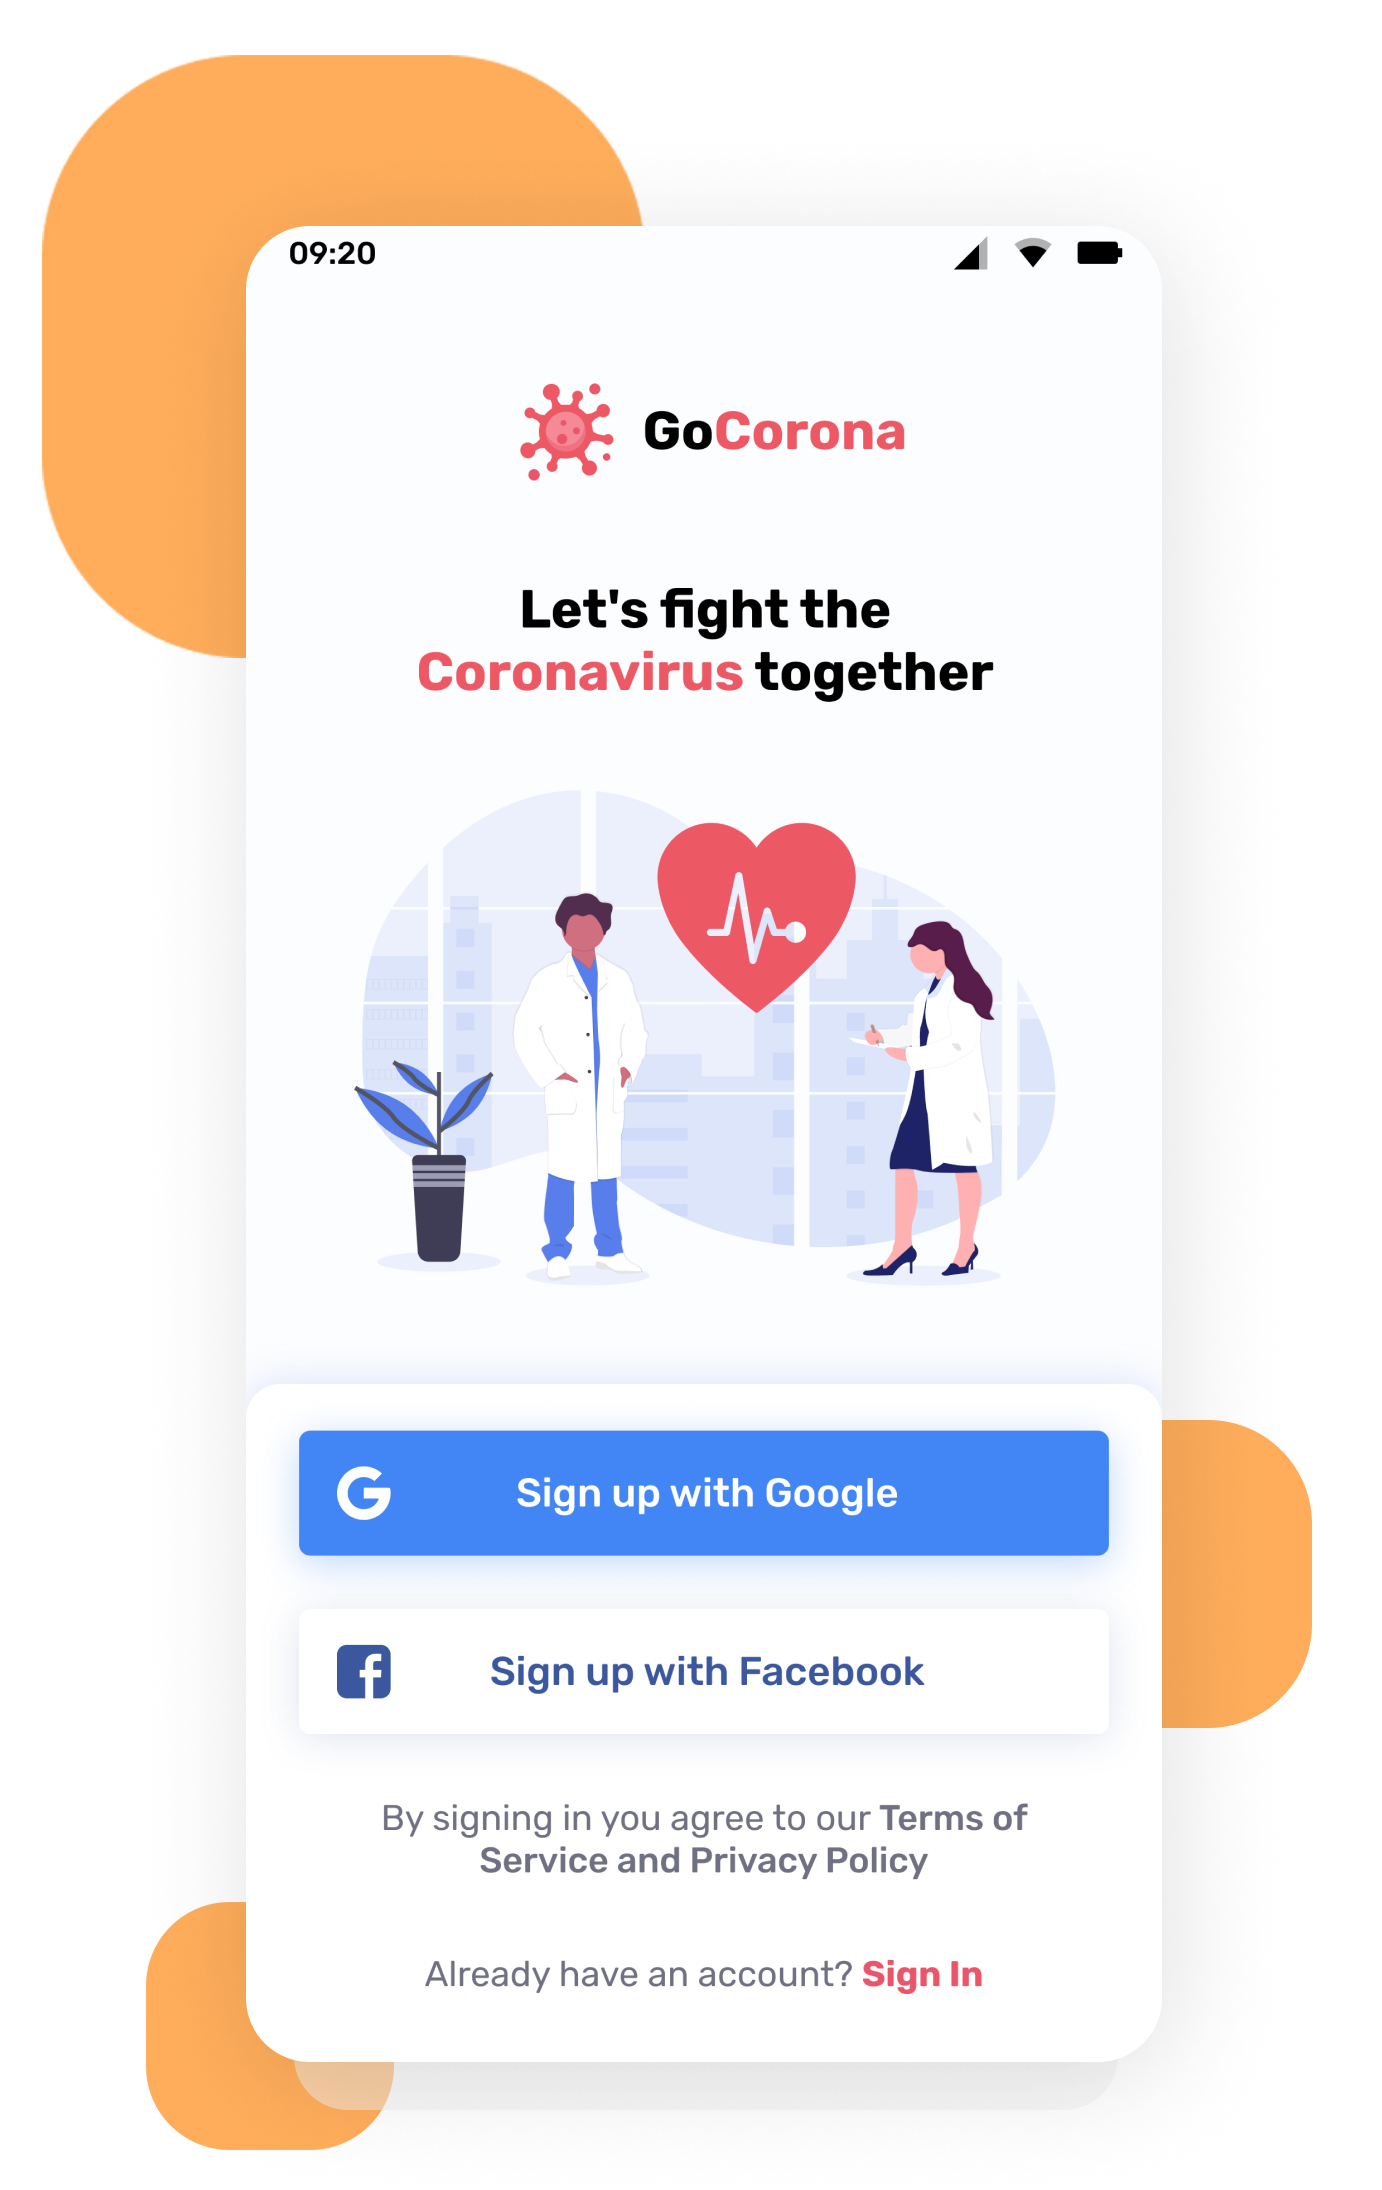 09:20
GoCorona
Let's fight the
Coronavirus together
Sign up with Google
Sign up with Facebook
By signing in you agree to our Terms of
Service and Privacy Policy
Already have an account? Sign In